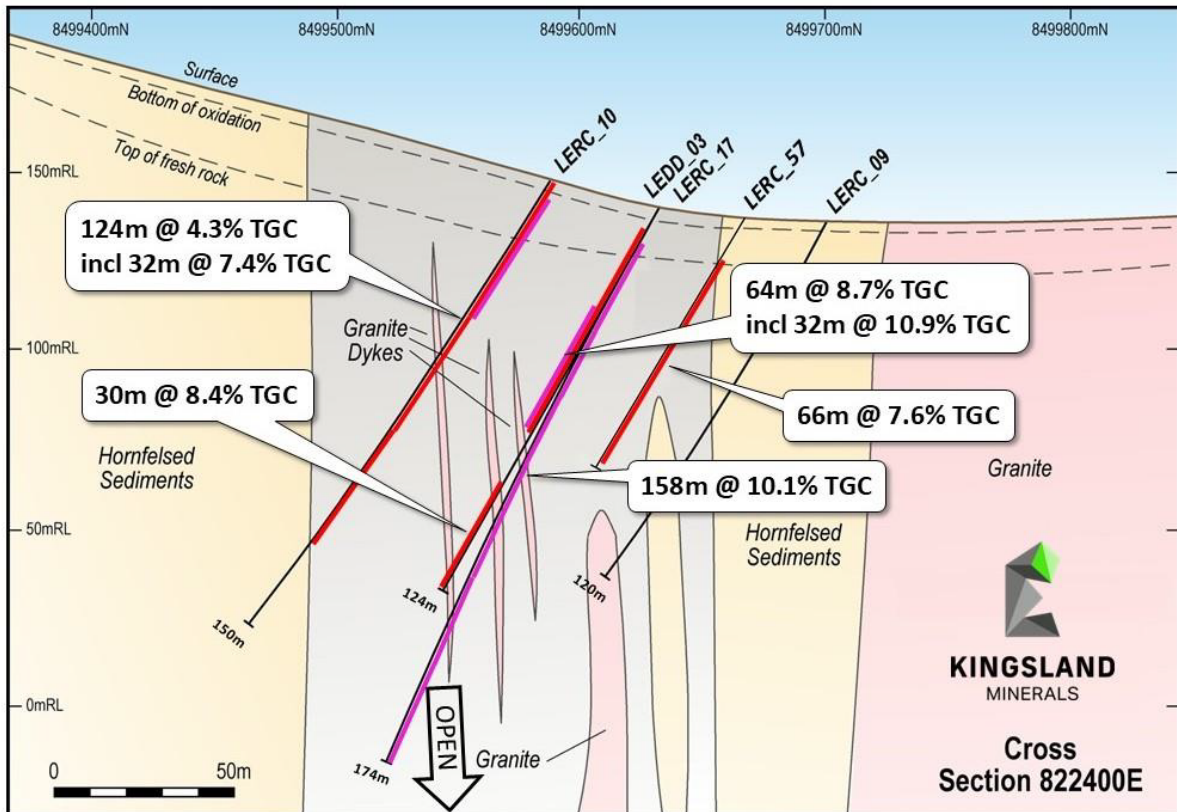 8499400mN
8499500mN
8499600mN
8499700mN
8499800mN
Surface
Bottom of oxidation
Top of fresh rock
LERC_10
LEDD_03
LERC_17
LERC_57
LERC_09
150mRL
100mRL
50mRL
0mRL
124m @ 4.3% TGC
incl 32m @ 7.4% TGC
64m @ 8.7% TGC
incl 32m @ 10.9% TGC
Granite
Dykes
30m @ 8.4% TGC
66m @ 7.6% TGC
158m @ 10.1% TGC
Hornfelsed
Sediments
Granite
Hornfelsed
Sediments
150m
124m
120m
174m
OPEN
Granite
0
50m
KINGSLAND
MINERALS
Cross
Section 822400E